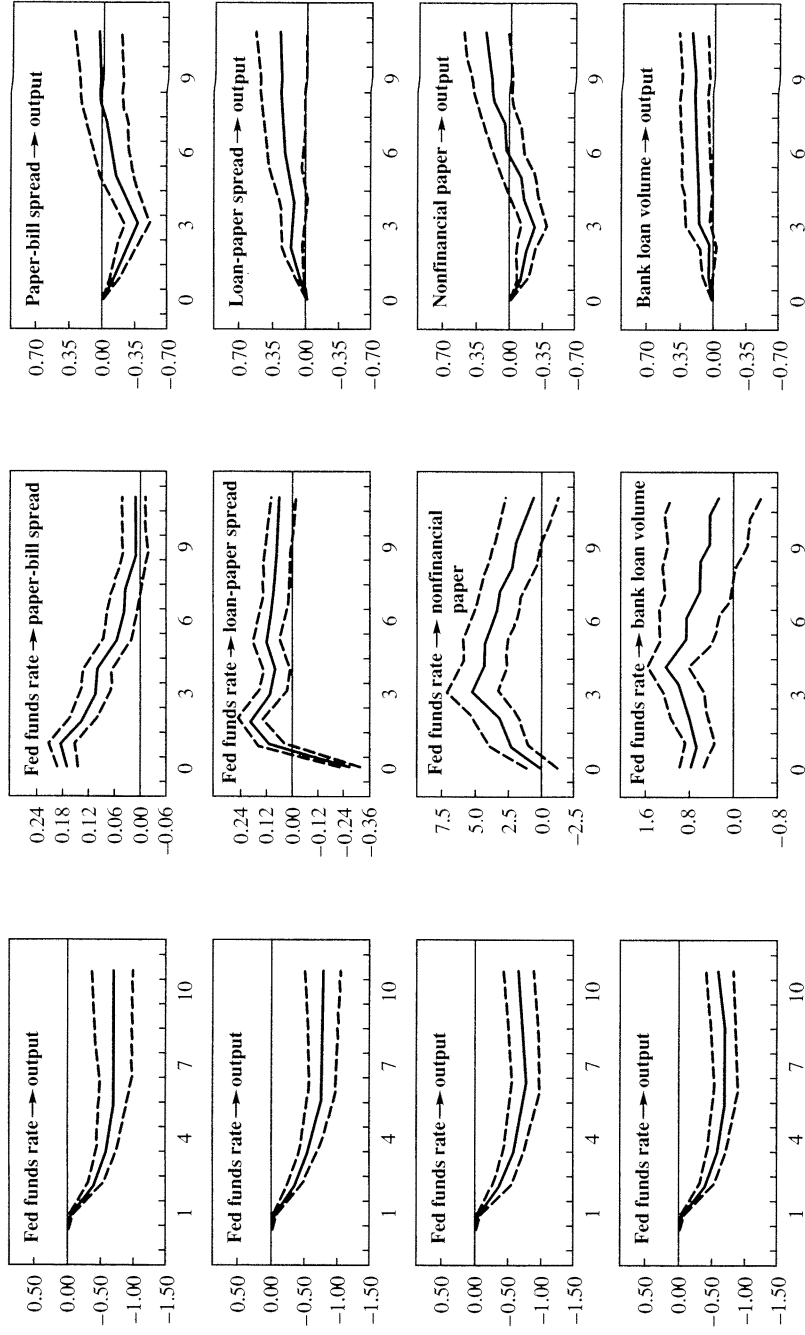 Fed funds rate → output
0.50
0.00
−0.50
−1.00
−1.50
1 4 7 10
Fed funds rate → paper-bill spread
0.24
0.18
0.12
0.06
0.00
−0.06
0 3 6 9
Paper-bill spread → output
0.70
0.35
0.00
−0.35
−0.70
0 3 6 9
Fed funds rate → output
0.50
0.00
−0.50
−1.00
−1.50
1 4 7 10
Fed funds rate → loan-paper spread
0.24
0.12
0.00
−0.12
−0.24
−0.36
0 3 6 9
Loan-paper spread → output
0.70
0.35
0.00
−0.35
−0.70
0 3 6 9
Fed funds rate → output
0.50
0.00
−0.50
−1.00
−1.50
1 4 7 10
Fed funds rate → nonfinancial
paper
7.5
5.0
2.5
0.0
−2.5
0 3 6 9
Nonfinancial paper → output
0.70
0.35
0.00
−0.35
−0.70
0 3 6 9
Fed funds rate → output
0.50
0.00
−0.50
−1.00
−1.50
1 4 7 10
Fed funds rate → bank loan volume
1.6
0.8
0.0
−0.8
0 3 6 9
Bank loan volume → output
0.70
0.35
0.00
−0.35
−0.70
0 3 6 9